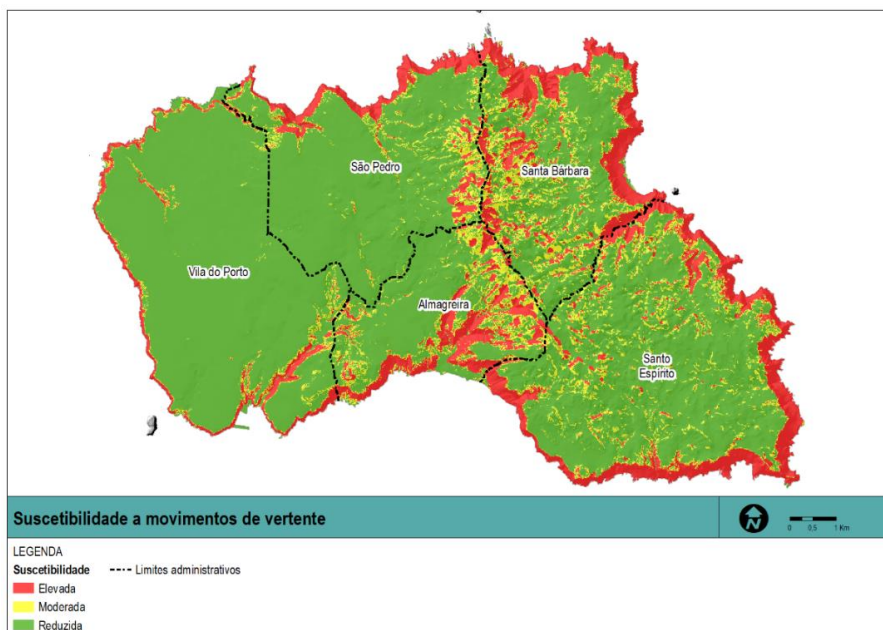 São Pedro
Santa Bárbara
Vila do Porto
Almagreira
Santo
Espírito
Suscetibilidade a movimentos de vertente
N
0 0,5 1 Km
LEGENDA
Suscetibilidade
Limites administrativos
Elevada
Moderada
Reduzida